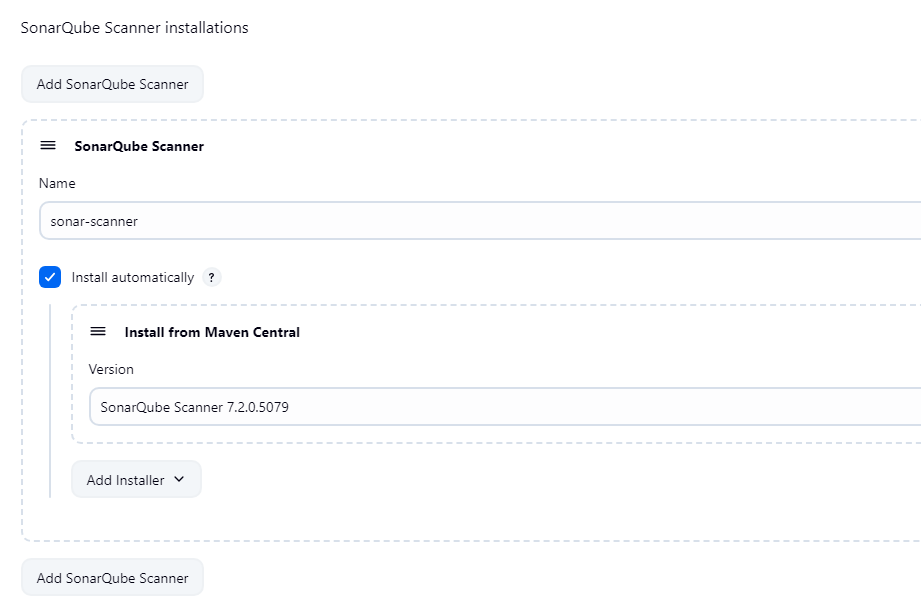 SonarQube Scanner installations
Add SonarQube Scanner
SonarQube Scanner
Name
sonar-scanner
Install automatically ?
Install from Maven Central
Version
SonarQube Scanner 7.2.0.5079
Add Installer
Add SonarQube Scanner